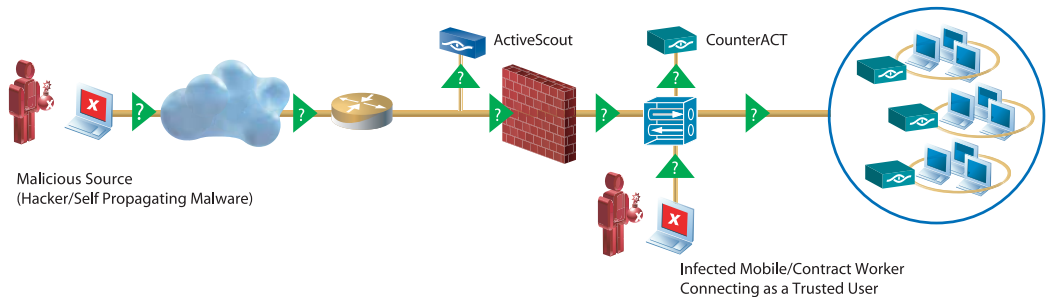 ActiveScout
CounterACT
?
?
X
?
?
?
?
?
?
X
Malicious Source
(Hacker/Self Propagating Malware)
Infected Mobile/Contract Worker
Connecting as a Trusted User